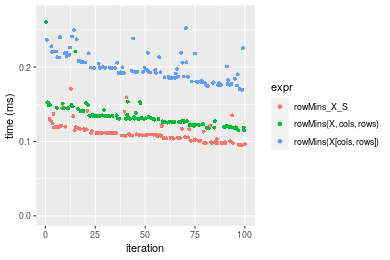 0.2
0.1
0.0
0
25
50
75
100
time (ms)
iteration
expr
rowMins_X_S
rowMins(X, cols, rows)
rowMins(X[cols, rows])